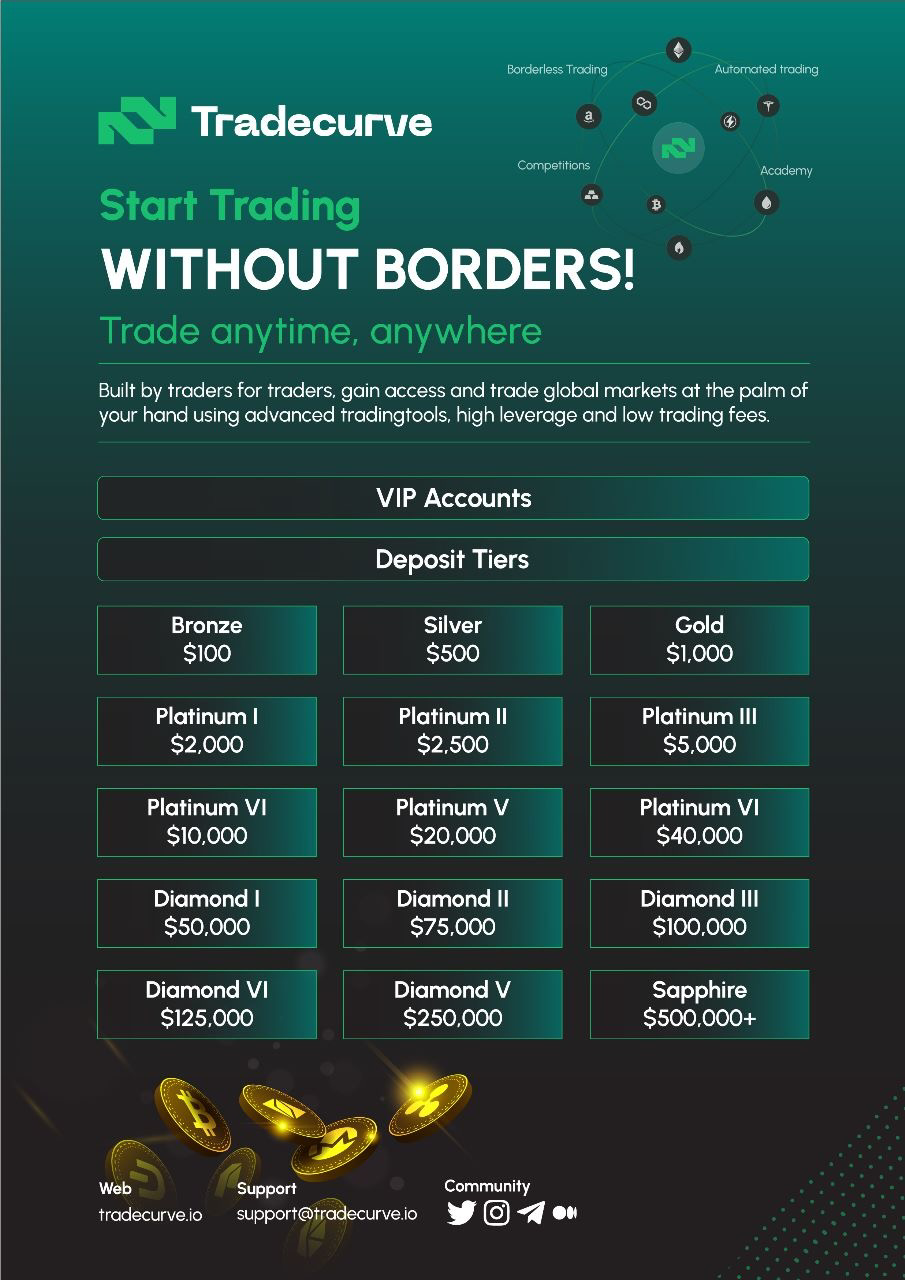 Borderless Trading
Automated trading
Tradecurve
Competitions
Academy
Start Trading
WITHOUT BORDERS!
Trade anytime, anywhere
Built by traders for traders, gain access and trade global markets at the palm of
your hand using advanced tradingtools, high leverage and low trading fees.
VIP Accounts
Deposit Tiers
Bronze
$100
Silver
$500
Gold
$1,000
Platinum I
$2,000
Platinum II
$2,500
Platinum III
$5,000
Platinum VI
$10,000
Platinum V
$20,000
Platinum VI
$40,000
Diamond I
$50,000
Diamond II
$75,000
Diamond III
$100,000
Diamond VI
$125,000
Diamond V
$250,000
Sapphire
$500,000+
Web
tradecurve.io
Support
support@tradecurve.io
Community